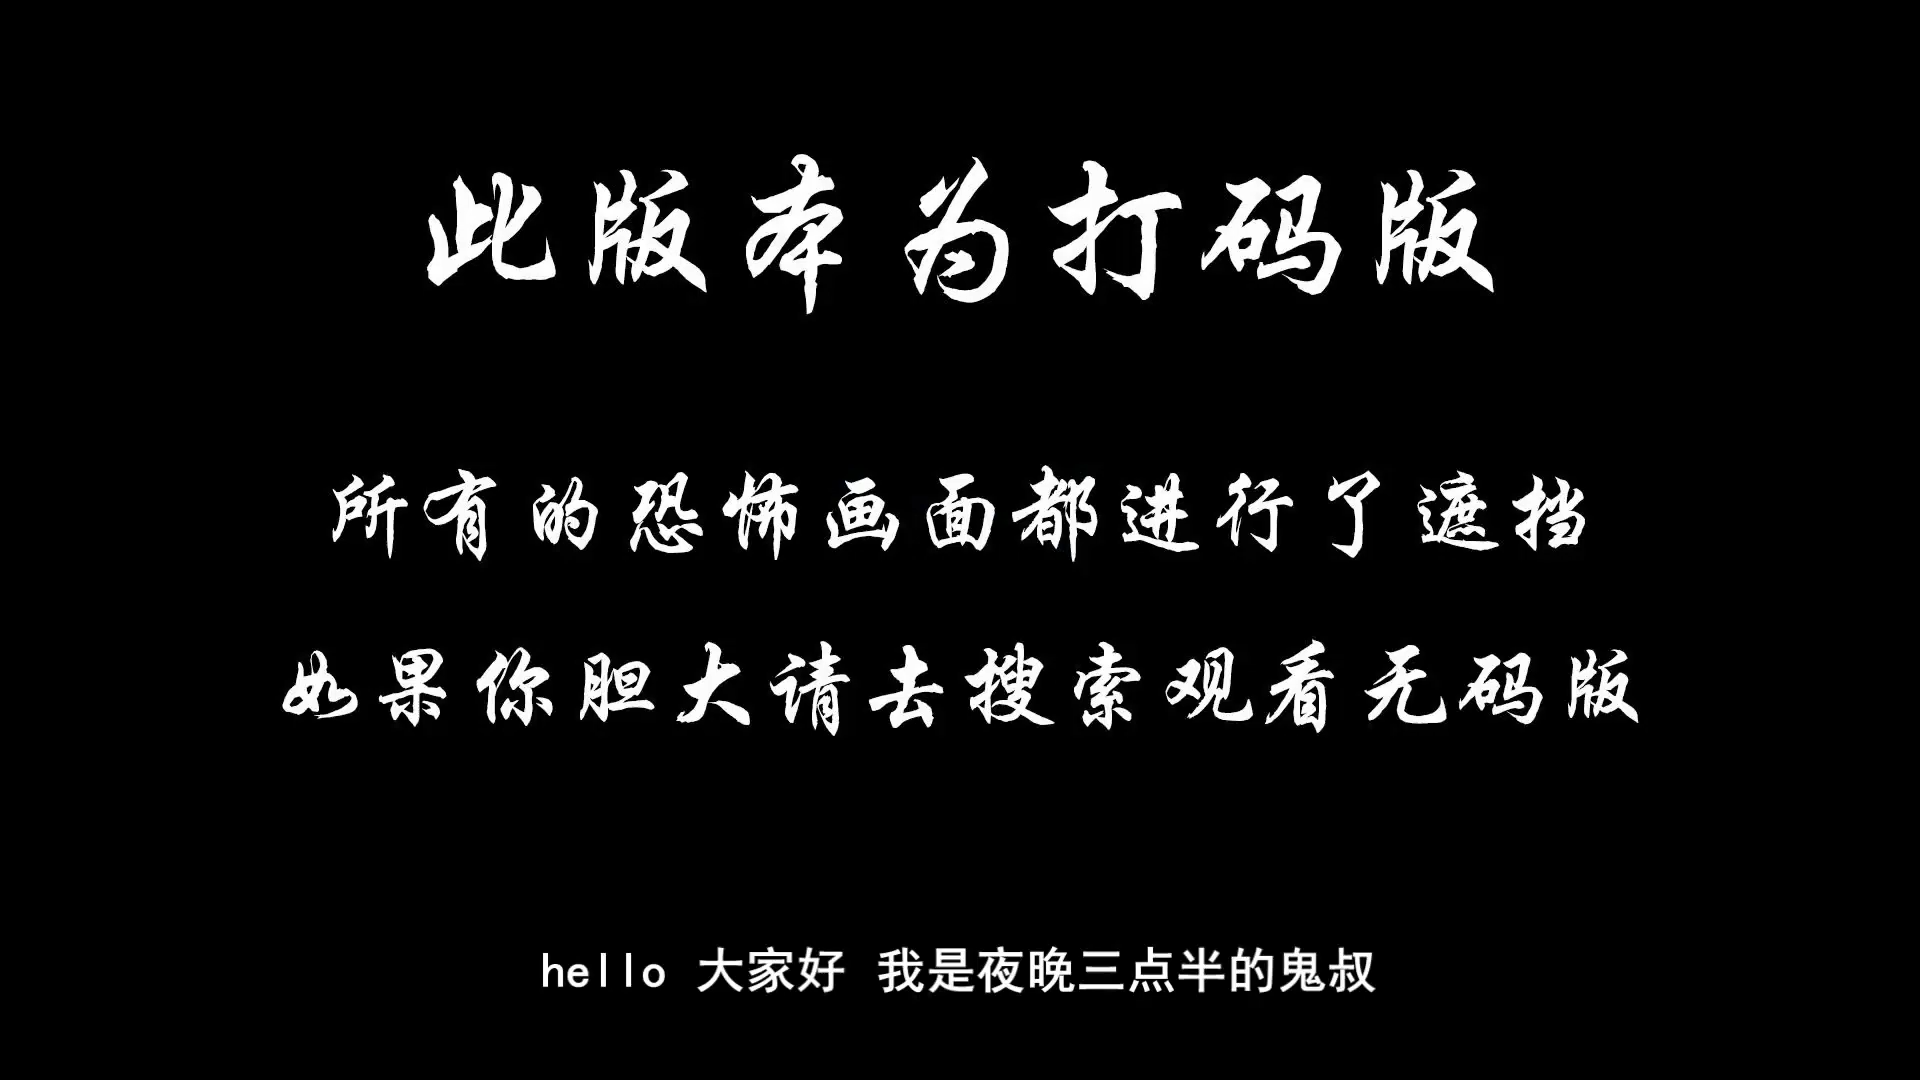 此版本为打码版
所有的恐怖画面都进行了遮挡
如果你胆大请去搜索观看无码版
hello 大家好 我是夜晚三点半的鬼叔